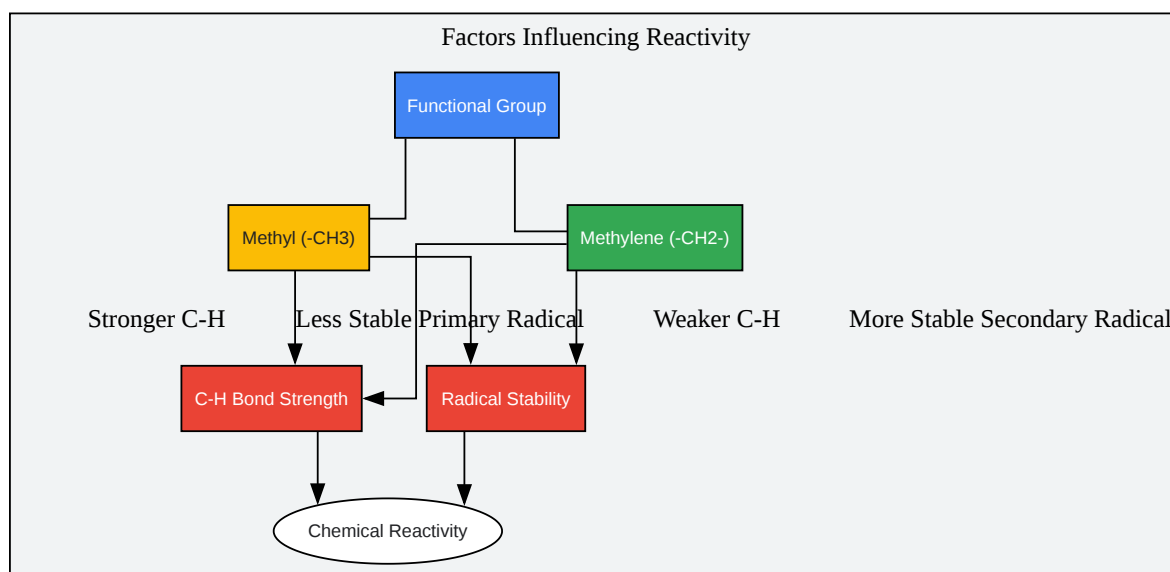 Factors Influencing Reactivity
Functional Group
Methyl (-CH3)
Methylene (-CH2-)
Stronger C-H
Less Stable Primary Radical
Weaker C-H
More Stable Secondary Radical
C-H Bond Strength
Radical Stability
Chemical Reactivity